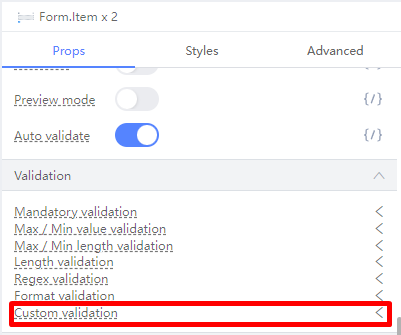 Form.Item x 2
Props Styles Advanced
Preview mode {/}
Auto validate {/}
Validation
Mandatory validation
Max / Min value validation
Max / Min length validation
Length validation
Regex validation
Format validation
Custom validation